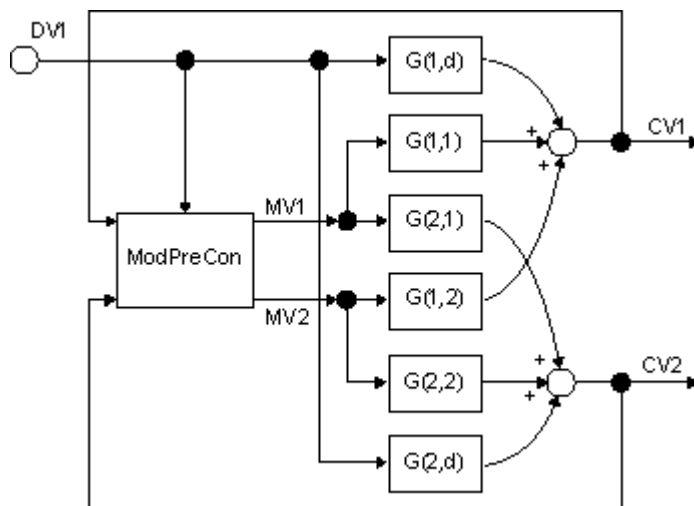 DV1
G(1,d)
CV1
+
G(1,1)
+
MV1
G(2,1)
ModPreCon
G(1,2)
MV2
CV2
+
G(2,2)
+
G(2,d)